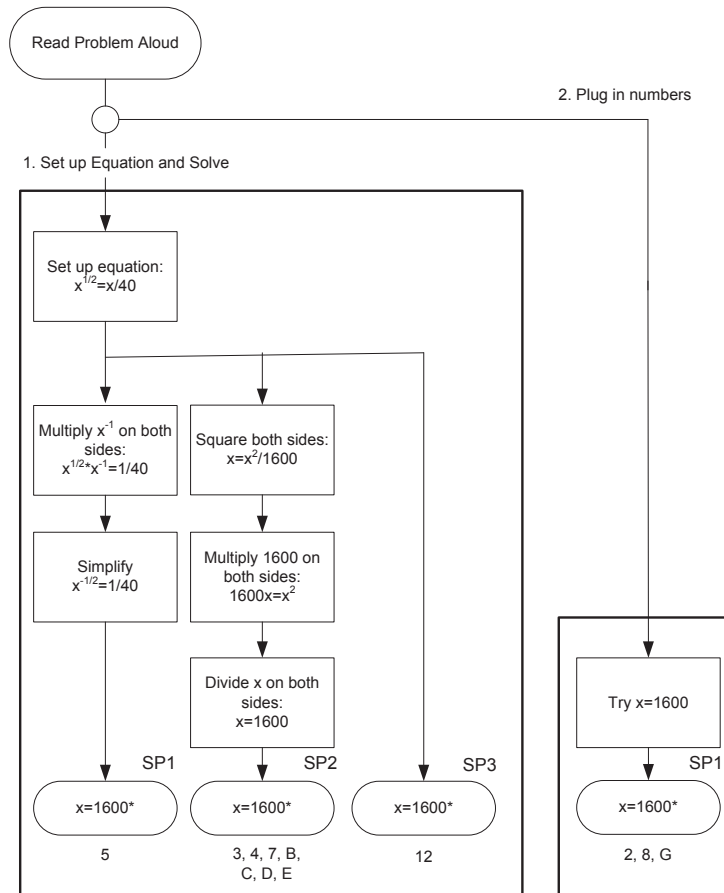 Read Problem Aloud
2. Plug in numbers
1. Set up Equation and Solve
Set up equation:
x^1/2=x/40
Multiply x^-1 on both
sides:
x^1/2*x^-1=1/40
Square both sides:
x=x^2/1600
Simplify
x^-1/2=1/40
Multiply 1600 on
both sides:
1600x=x^2
Divide x on both
sides:
x=1600
Try x=1600
SP1
SP2
SP3
SP1
x=1600*
x=1600*
x=1600*
x=1600*
5
3, 4, 7, B,
C, D, E
12
2, 8, G